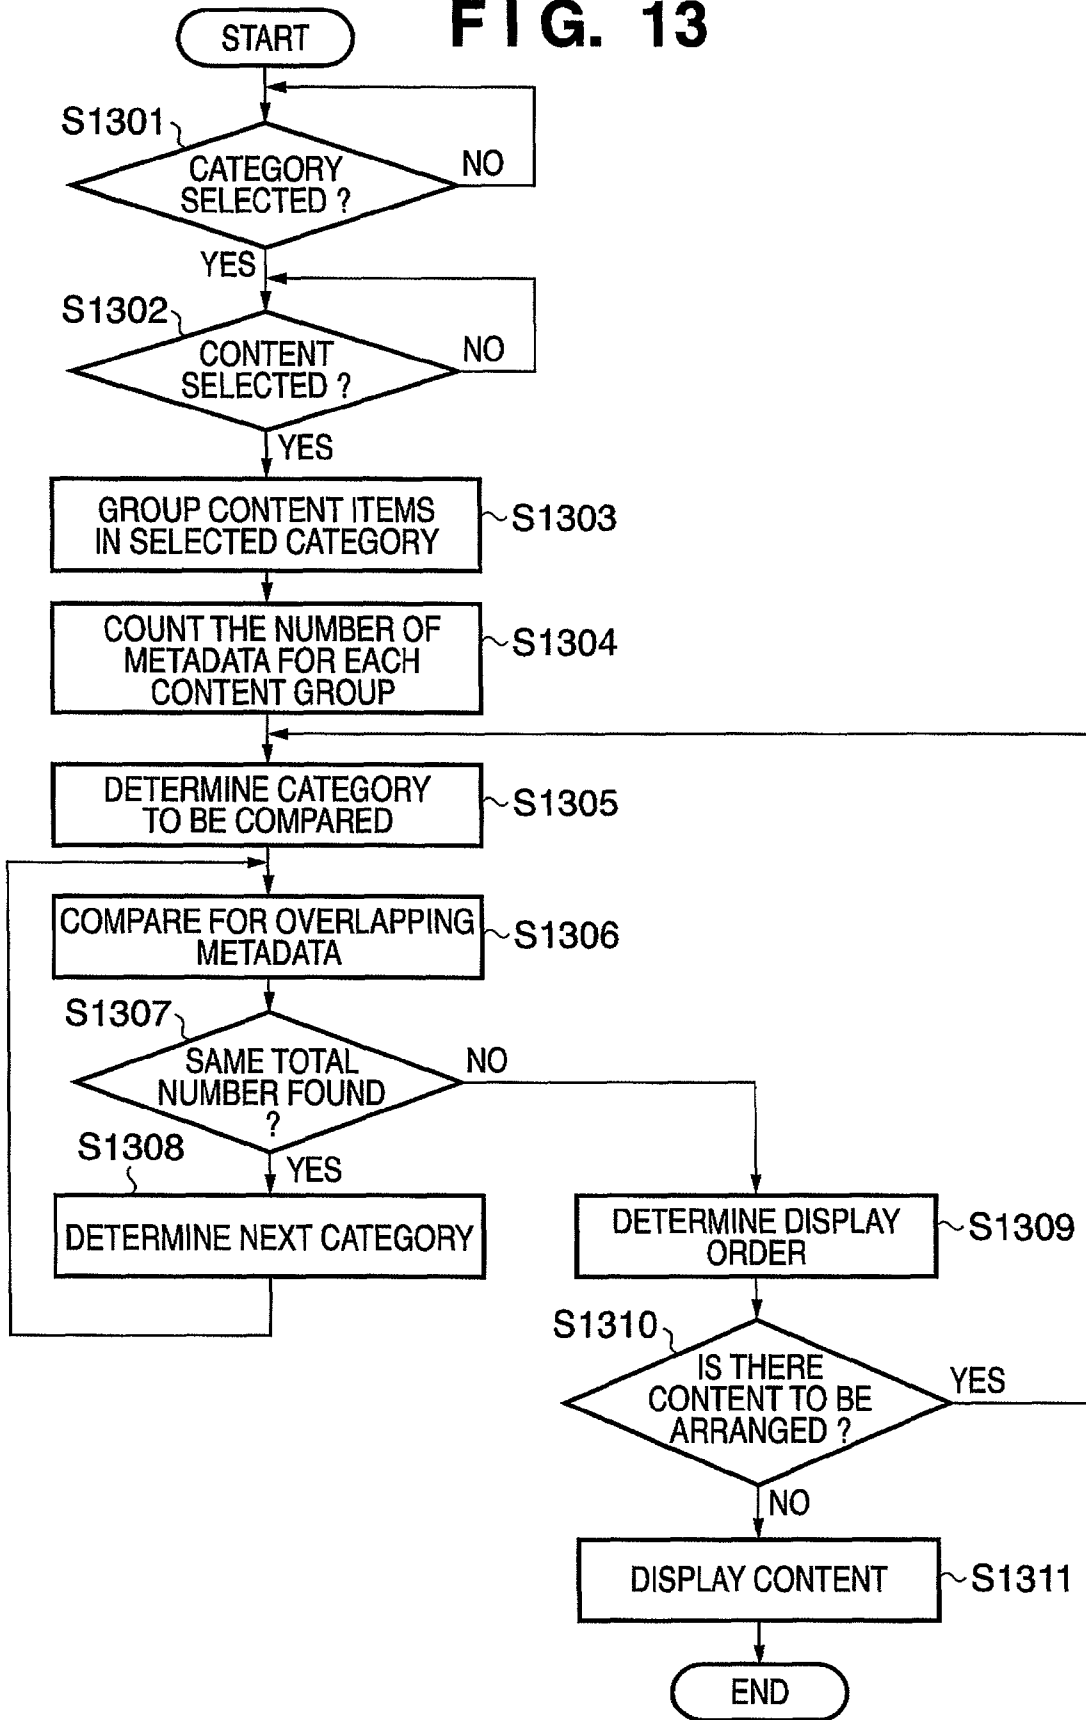 FIG. 13
START
S1301
CATEGORY
SELECTED ?
NO
YES
S1302
CONTENT
SELECTED ?
NO
YES
GROUP CONTENT ITEMS
IN SELECTED CATEGORY
S1303
COUNT THE NUMBER OF
METADATA FOR EACH
CONTENT GROUP
S1304
DETERMINE CATEGORY
TO BE COMPARED
S1305
COMPARE FOR OVERLAPPING
METADATA
S1306
S1307
SAME TOTAL
NUMBER FOUND
?
NO
YES
S1308
DETERMINE NEXT CATEGORY
DETERMINE DISPLAY
ORDER
S1309
S1310
IS THERE
CONTENT TO BE
ARRANGED ?
YES
NO
DISPLAY CONTENT
S1311
END